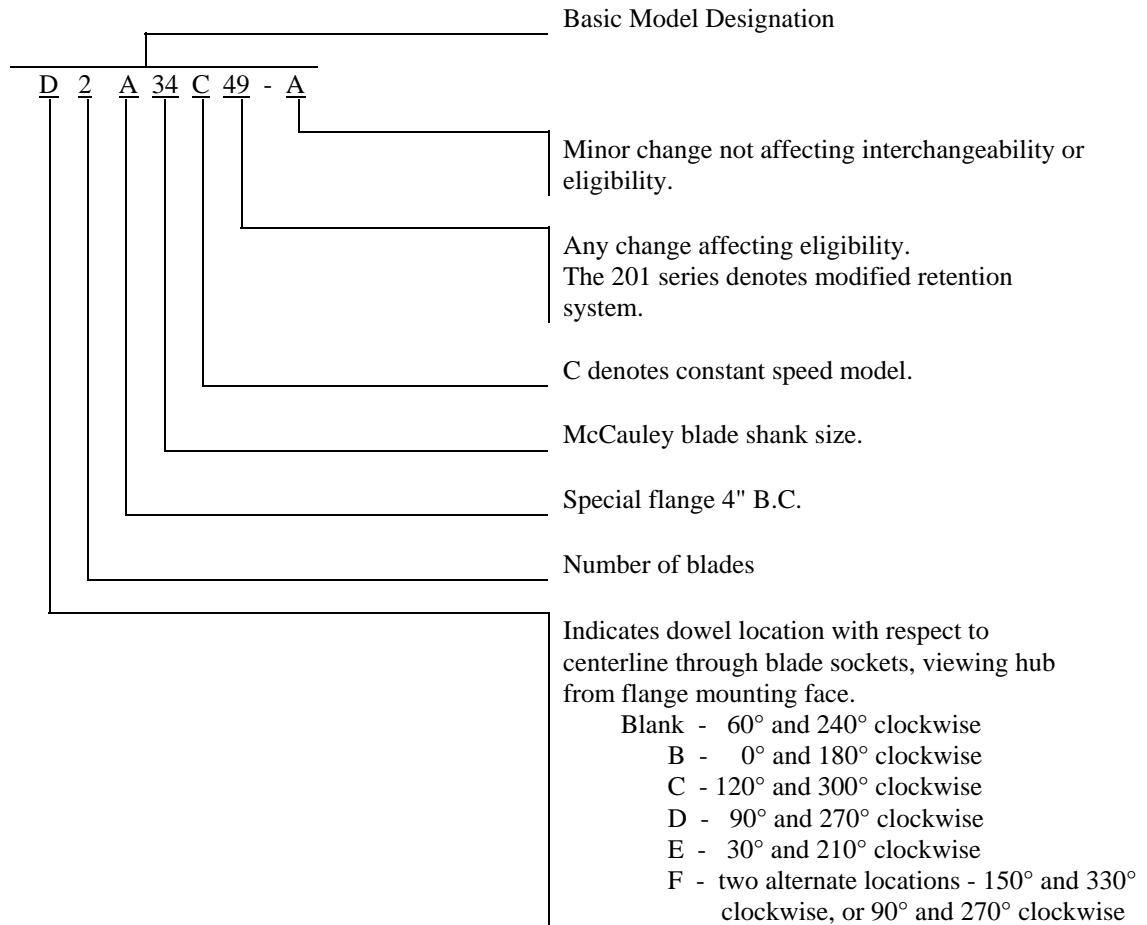 Basic Model Designation
D 2 A 34 C 49 - A
Minor change not affecting interchangeability or
eligibility.
Any change affecting eligibility.
The 201 series denotes modified retention
system.
C denotes constant speed model.
McCauley blade shank size.
Special flange 4" B.C.
Number of blades
Indicates dowel location with respect to
centerline through blade sockets, viewing hub
from flange mounting face.
Blank - 60° and 240° clockwise
B - 0° and 180° clockwise
C - 120° and 300° clockwise
D - 90° and 270° clockwise
E - 30° and 210° clockwise
F - two alternate locations - 150° and 330°
clockwise, or 90° and 270° clockwise